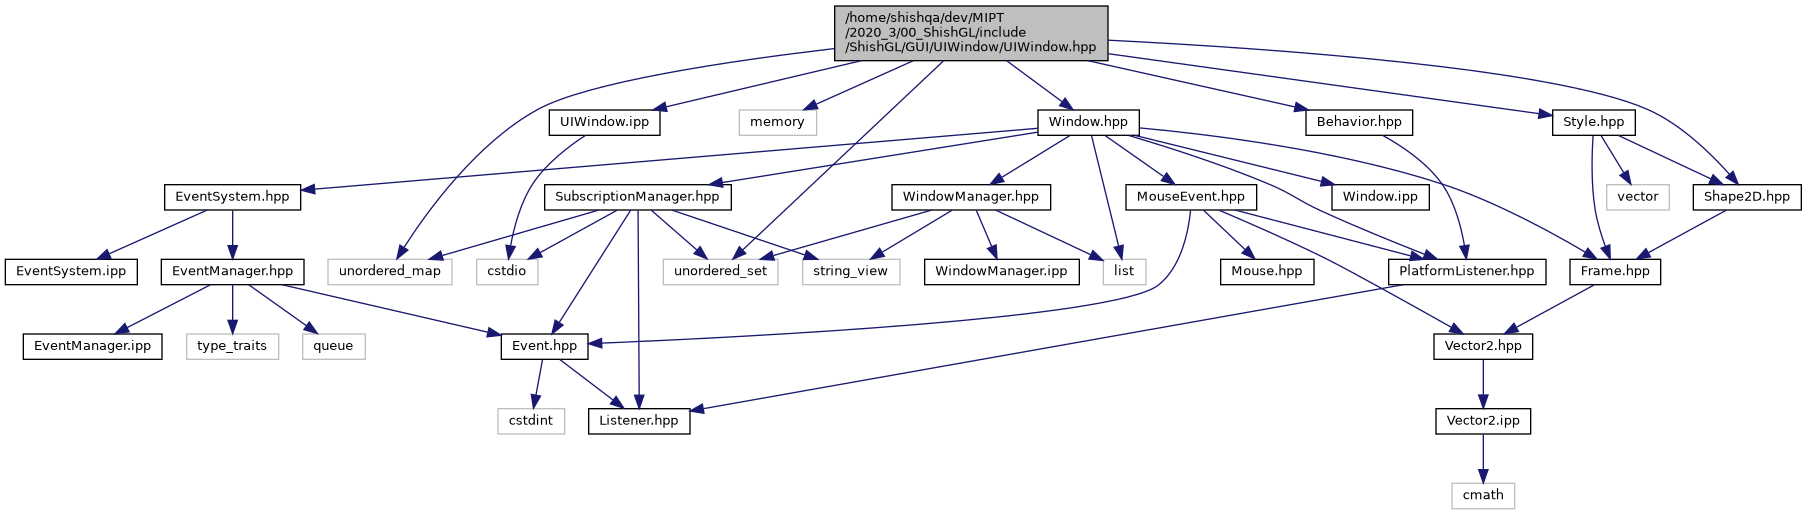 /home/shishqa/dev/MIPT
/2020_3/00_ShishGL/include
/ShishGL/GUI/UIWindow/UIWindow.hpp
UIWindow.ipp
memory
Window.hpp
Behavior.hpp
Style.hpp
EventSystem.hpp
SubscriptionManager.hpp
WindowManager.hpp
MouseEvent.hpp
Window.ipp
vector
Shape2D.hpp
EventSystem.ipp
EventManager.hpp
unordered_map
cstdio
unordered_set
string_view
WindowManager.ipp
list
Mouse.hpp
PlatformListener.hpp
Frame.hpp
EventManager.ipp
type_traits
queue
Event.hpp
Vector2.hpp
cstdint
Listener.hpp
Vector2.ipp
cmath